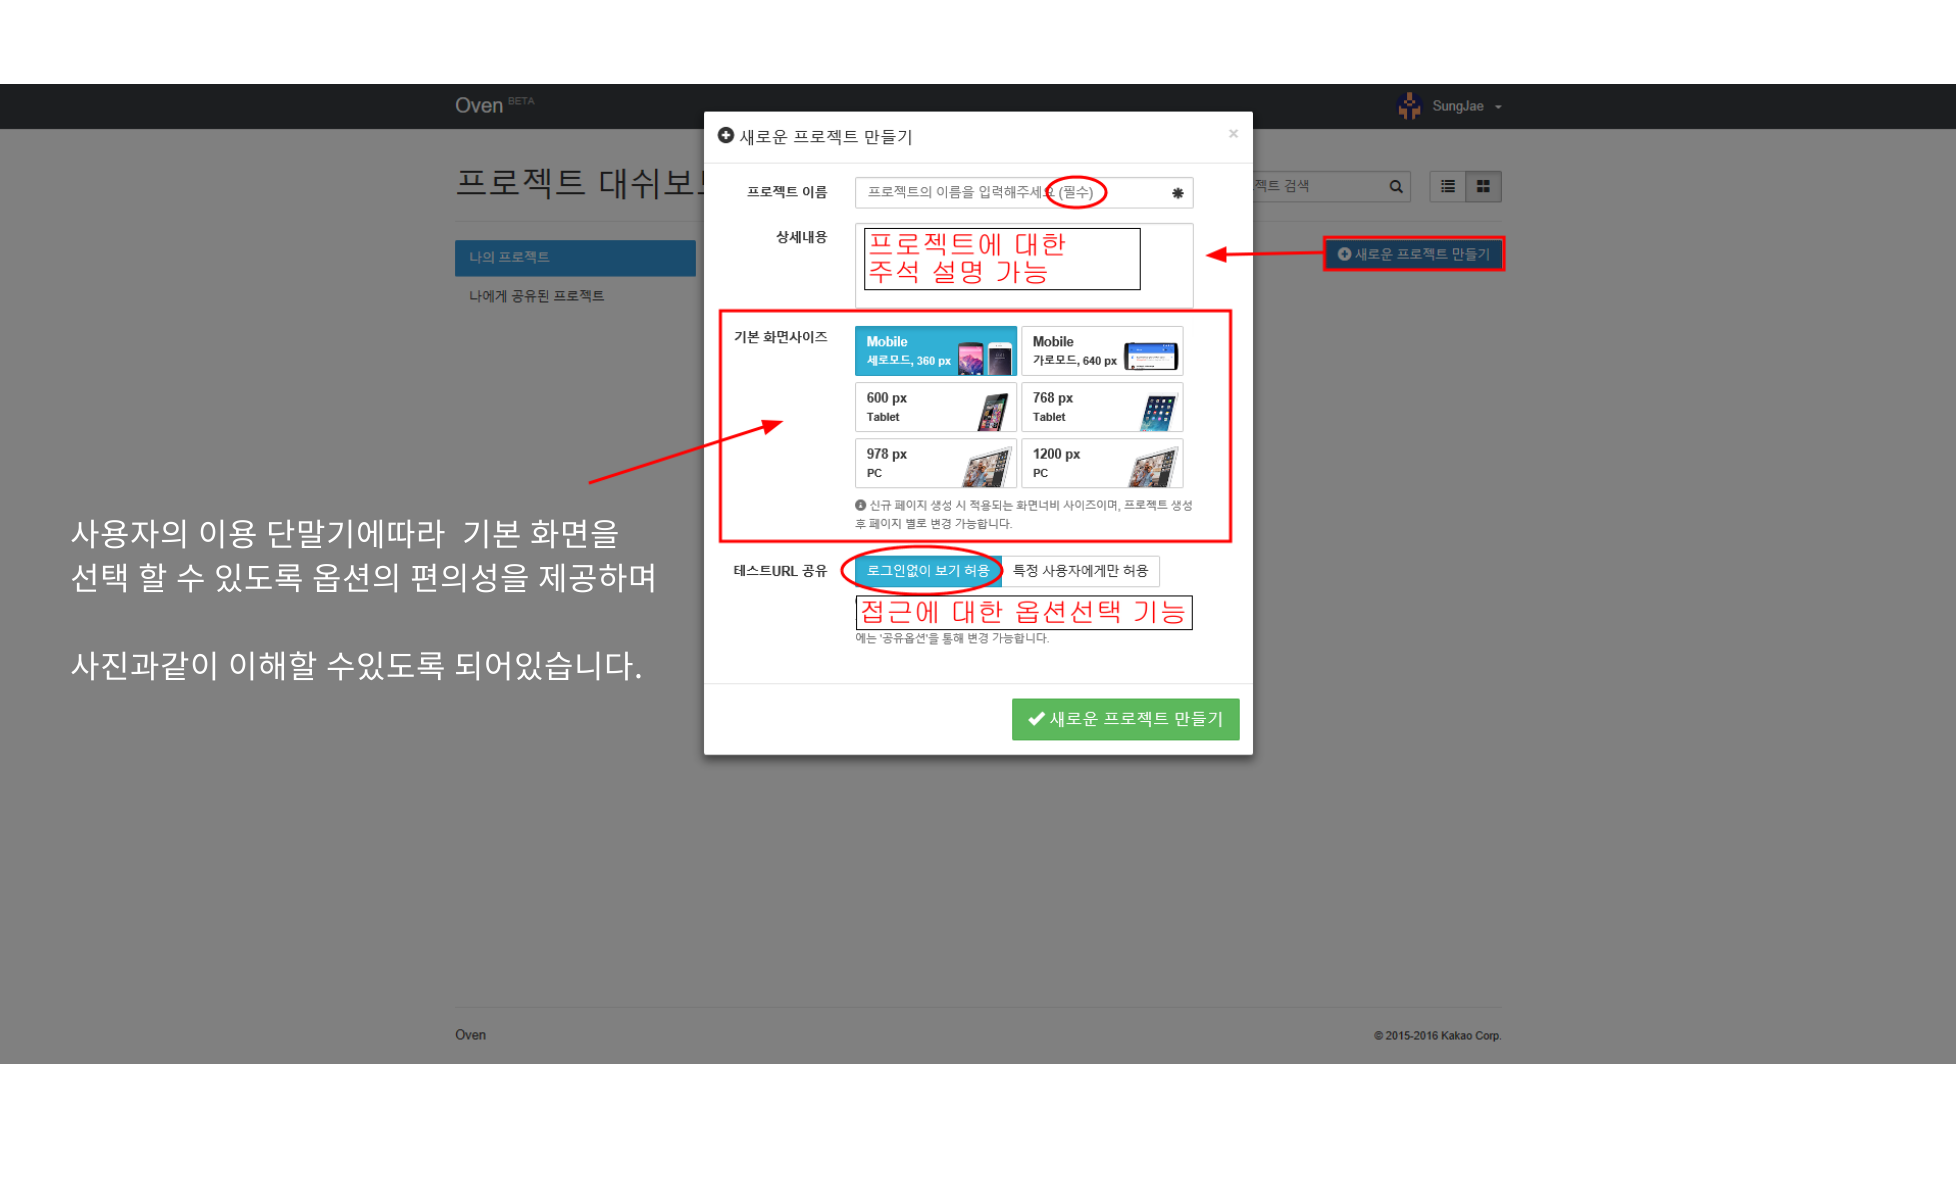 Oven BETA
SungJae
새로운 프로젝트 만들기
×
프로젝트 대쉬보
젝트 검색
나의 프로젝트
나에게 공유된 프로젝트
새로운 프로젝트 만들기
프로젝트 이름
프로젝트의 이름을 입력해주세요 (필수)
상세내용
프로젝트에 대한
주석 설명 가능
기본 화면사이즈
Mobile
세로모드, 360 px
Mobile
가로모드, 640 px
600 px
Tablet
768 px
Tablet
978 px
PC
1200 px
PC
신규 페이지 생성 시 적용되는 화면너비 사이즈이며, 프로젝트 생성
후 페이지 별로 변경 가능합니다.
사용자의 이용 단말기에따라 기본 화면을
선택 할 수 있도록 옵션의 편의성을 제공하며
사진과같이 이해할 수있도록 되어있습니다.
테스트URL 공유
로그인없이 보기 허용
특정 사용자에게만 허용
접근에 대한 옵션선택 기능
에는 '공유옵션'을 통해 변경 가능합니다.
새로운 프로젝트 만들기
Oven
© 2015-2016 Kakao Corp.